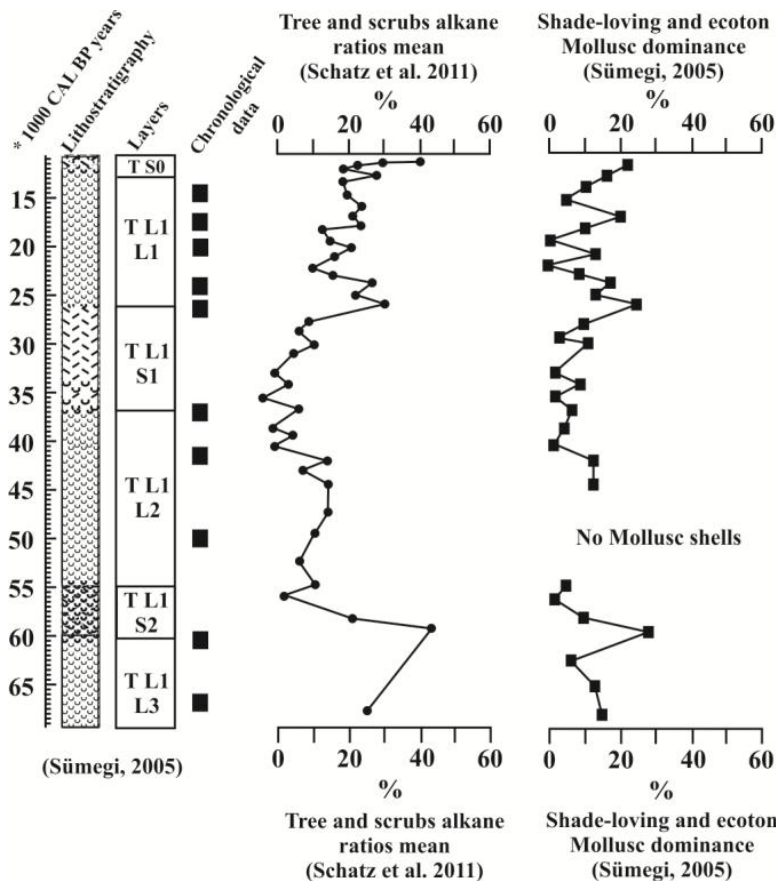 * 1000 CAL BP years
Lithostratigraphy
Layers
Chronological
data
Tree and scrubs alkane
ratios mean
(Schatz et al. 2011)
%
Shade-loving and ecoton
Mollusc dominance
(Sümegi, 2005)
%
0 20 40 60
0 20 40 60
T S0
15
T L1
L1
20
25
T L1
S1
30
35
40
T L1
L2
45
50
No Mollusc shells
55
T L1
S2
60
T L1
L3
65
(Sümegi, 2005)
0 20 40 60
%
0 20 40 60
%
Tree and scrubs alkane
ratios mean
(Schatz et al. 2011)
Shade-loving and ecoton
Mollusc dominance
(Sümegi, 2005)